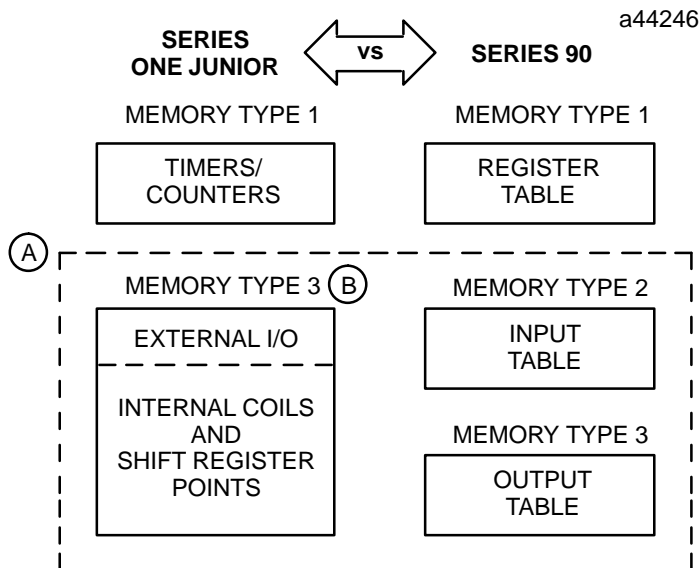 a44246
SERIES
ONE JUNIOR
vs
SERIES 90
MEMORY TYPE 1
TIMERS/
COUNTERS
MEMORY TYPE 1
REGISTER
TABLE
A
MEMORY TYPE 3
B
EXTERNAL I/O
INTERNAL COILS
AND
SHIFT REGISTER
POINTS
MEMORY TYPE 2
INPUT
TABLE
MEMORY TYPE 3
OUTPUT
TABLE